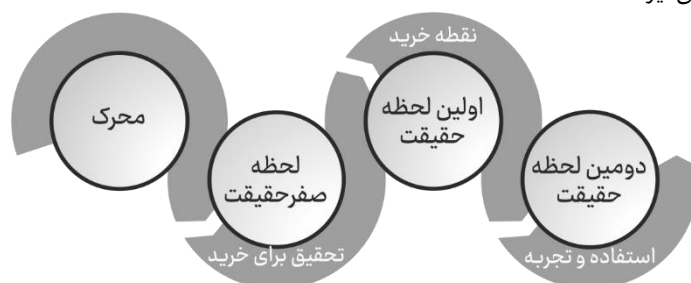 محرک
لحظه
صفرحقیقت
تحقیق برای خرید
نقطه خرید
اولین لحظه
حقیقت
دومین لحظه
حقیقت
استفاده و تجربه